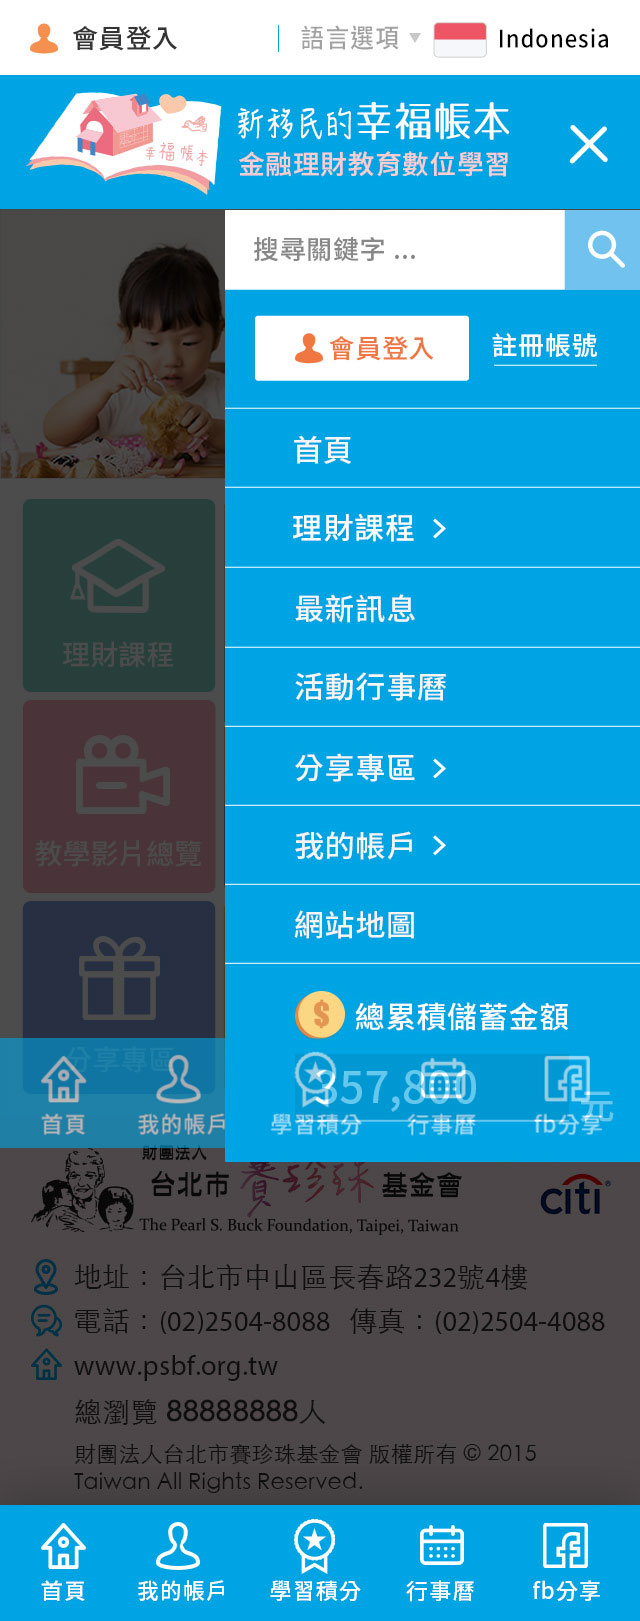 會員登入
語言選項 Indonesia
幸福帳本
新移民的幸福帳本
金融理財教育數位學習
搜尋關鍵字 ...
會員登入 註冊帳號
首頁
理財課程
最新訊息
活動行事曆
分享專區
我的帳戶
網站地圖
總累積儲蓄金額
357,800 元
理財課程
教學影片總覽
分享專區
首頁 我的帳戶 學習積分 行事曆 fb分享
財團法人
台北市賽珍珠基金會
The Pearl S. Buck Foundation, Taipei, Taiwan
citi
地址：台北市中山區長春路232號4樓
電話：(02)2504-8088 傳真：(02)2504-4088
www.psbf.org.tw
總瀏覽 88888888人
財團法人台北市賽珍珠基金會 版權所有 © 2015
Taiwan All Rights Reserved.
首頁 我的帳戶 學習積分 行事曆 fb分享